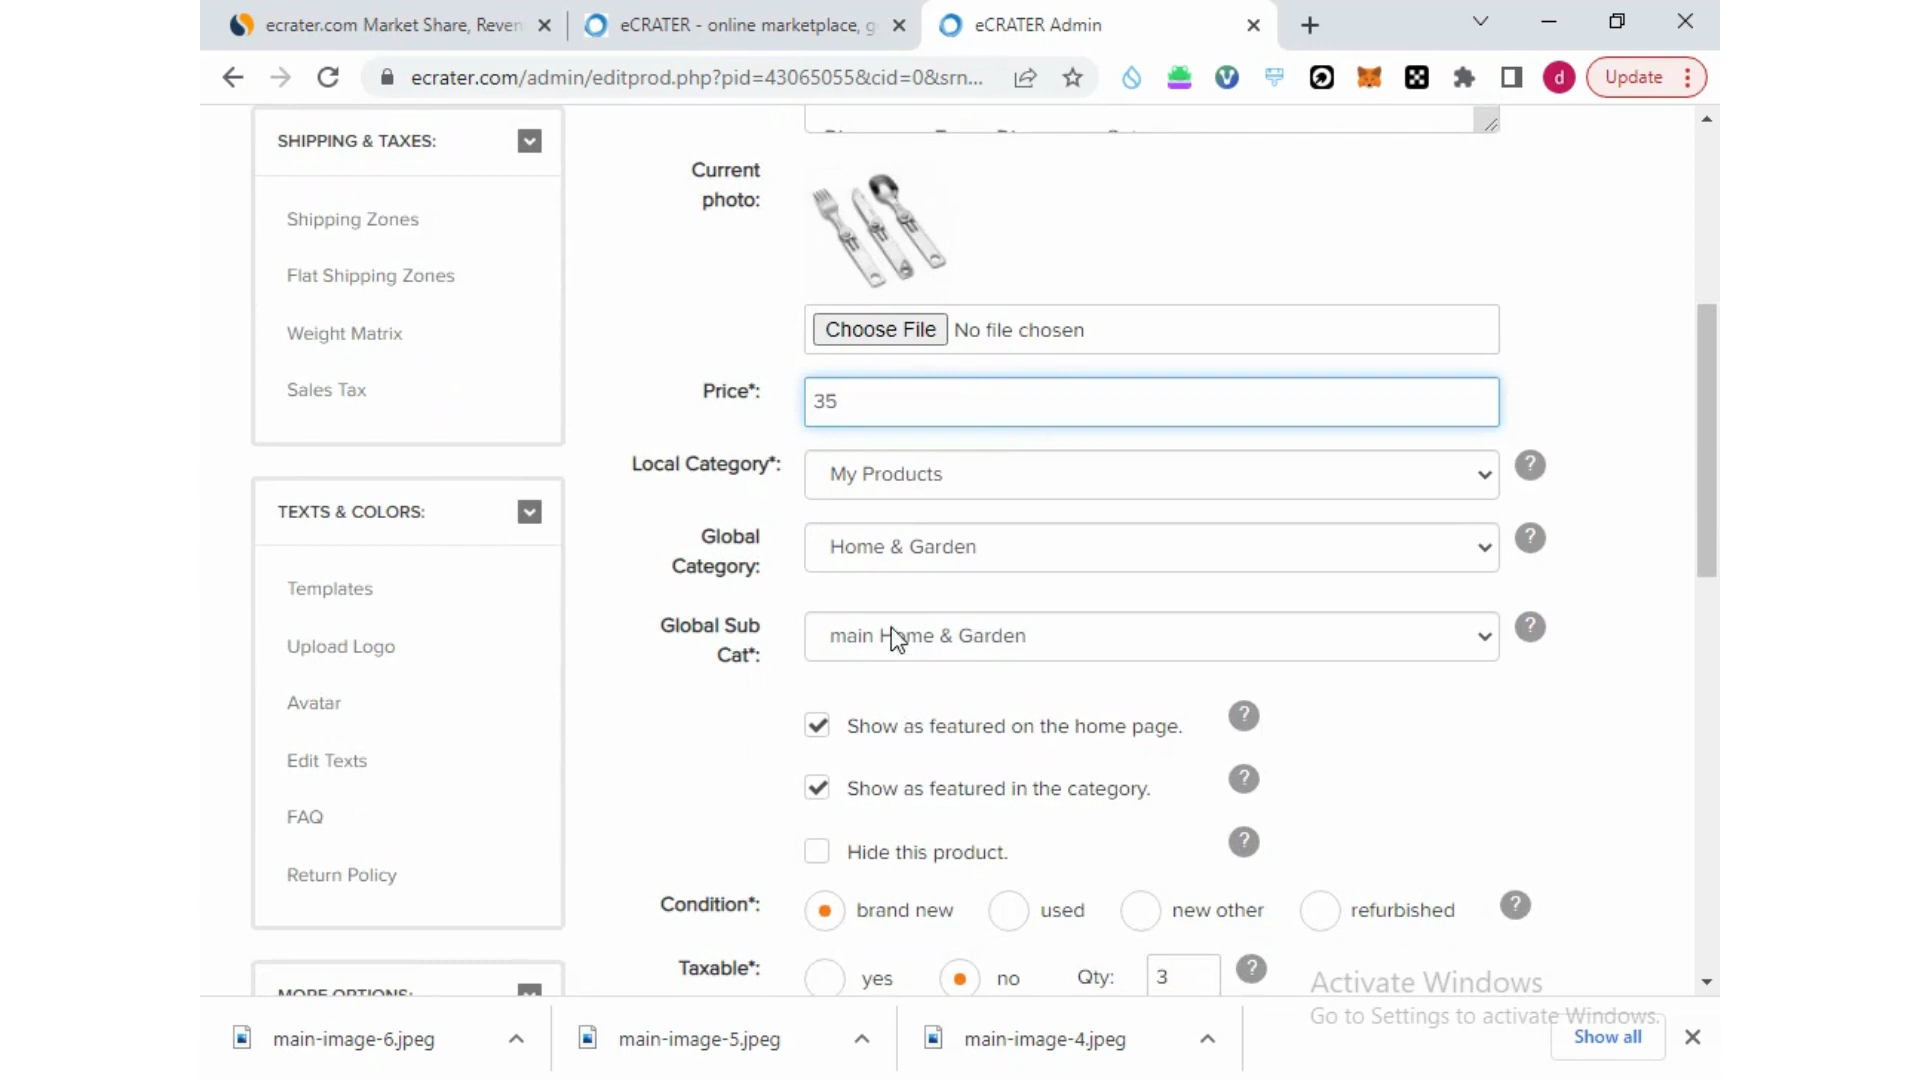 ecrater.com Market Share, Reven
eCRATER - online marketplace, g
eCRATER Admin
ecrater.com/admin/editprod.php?pid=43065055&cid=0&srn...
d
Update
SHIPPING & TAXES:
Shipping Zones
Flat Shipping Zones
Weight Matrix
Sales Tax
TEXTS & COLORS:
Templates
Upload Logo
Avatar
Edit Texts
FAQ
Return Policy
MORE OPTIONS:
Current
photo:
Choose File No file chosen
Price*:
35
Local Category*:
My Products
?
Global
Category:
Home & Garden
?
Global Sub
Cat*:
main Home & Garden
?
Show as featured on the home page.
?
Show as featured in the category.
?
Hide this product.
?
Condition*:
brand new used new other refurbished
?
Taxable*:
yes no Qty: 3
?
Activate Windows
Go to Settings to activate Windows.
main-image-6.jpeg
main-image-5.jpeg
main-image-4.jpeg
Show all